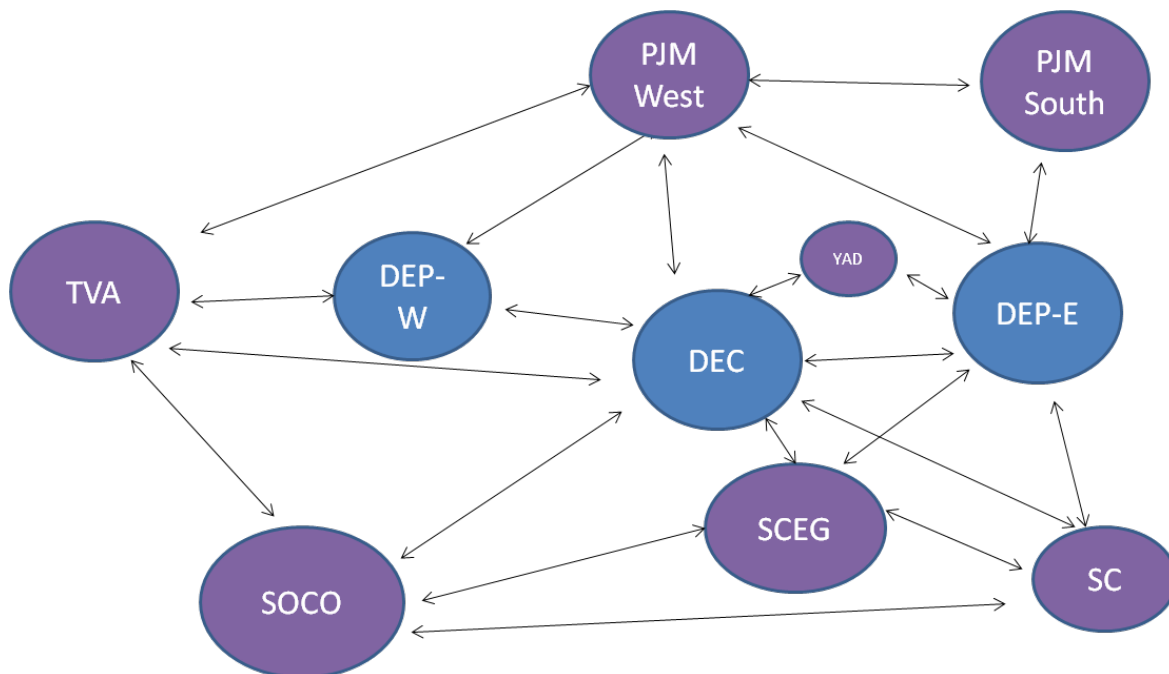 PJM
West
PJM
South
TVA
DEP-
W
YAD
DEP-E
DEC
SCEG
SOCO
SC